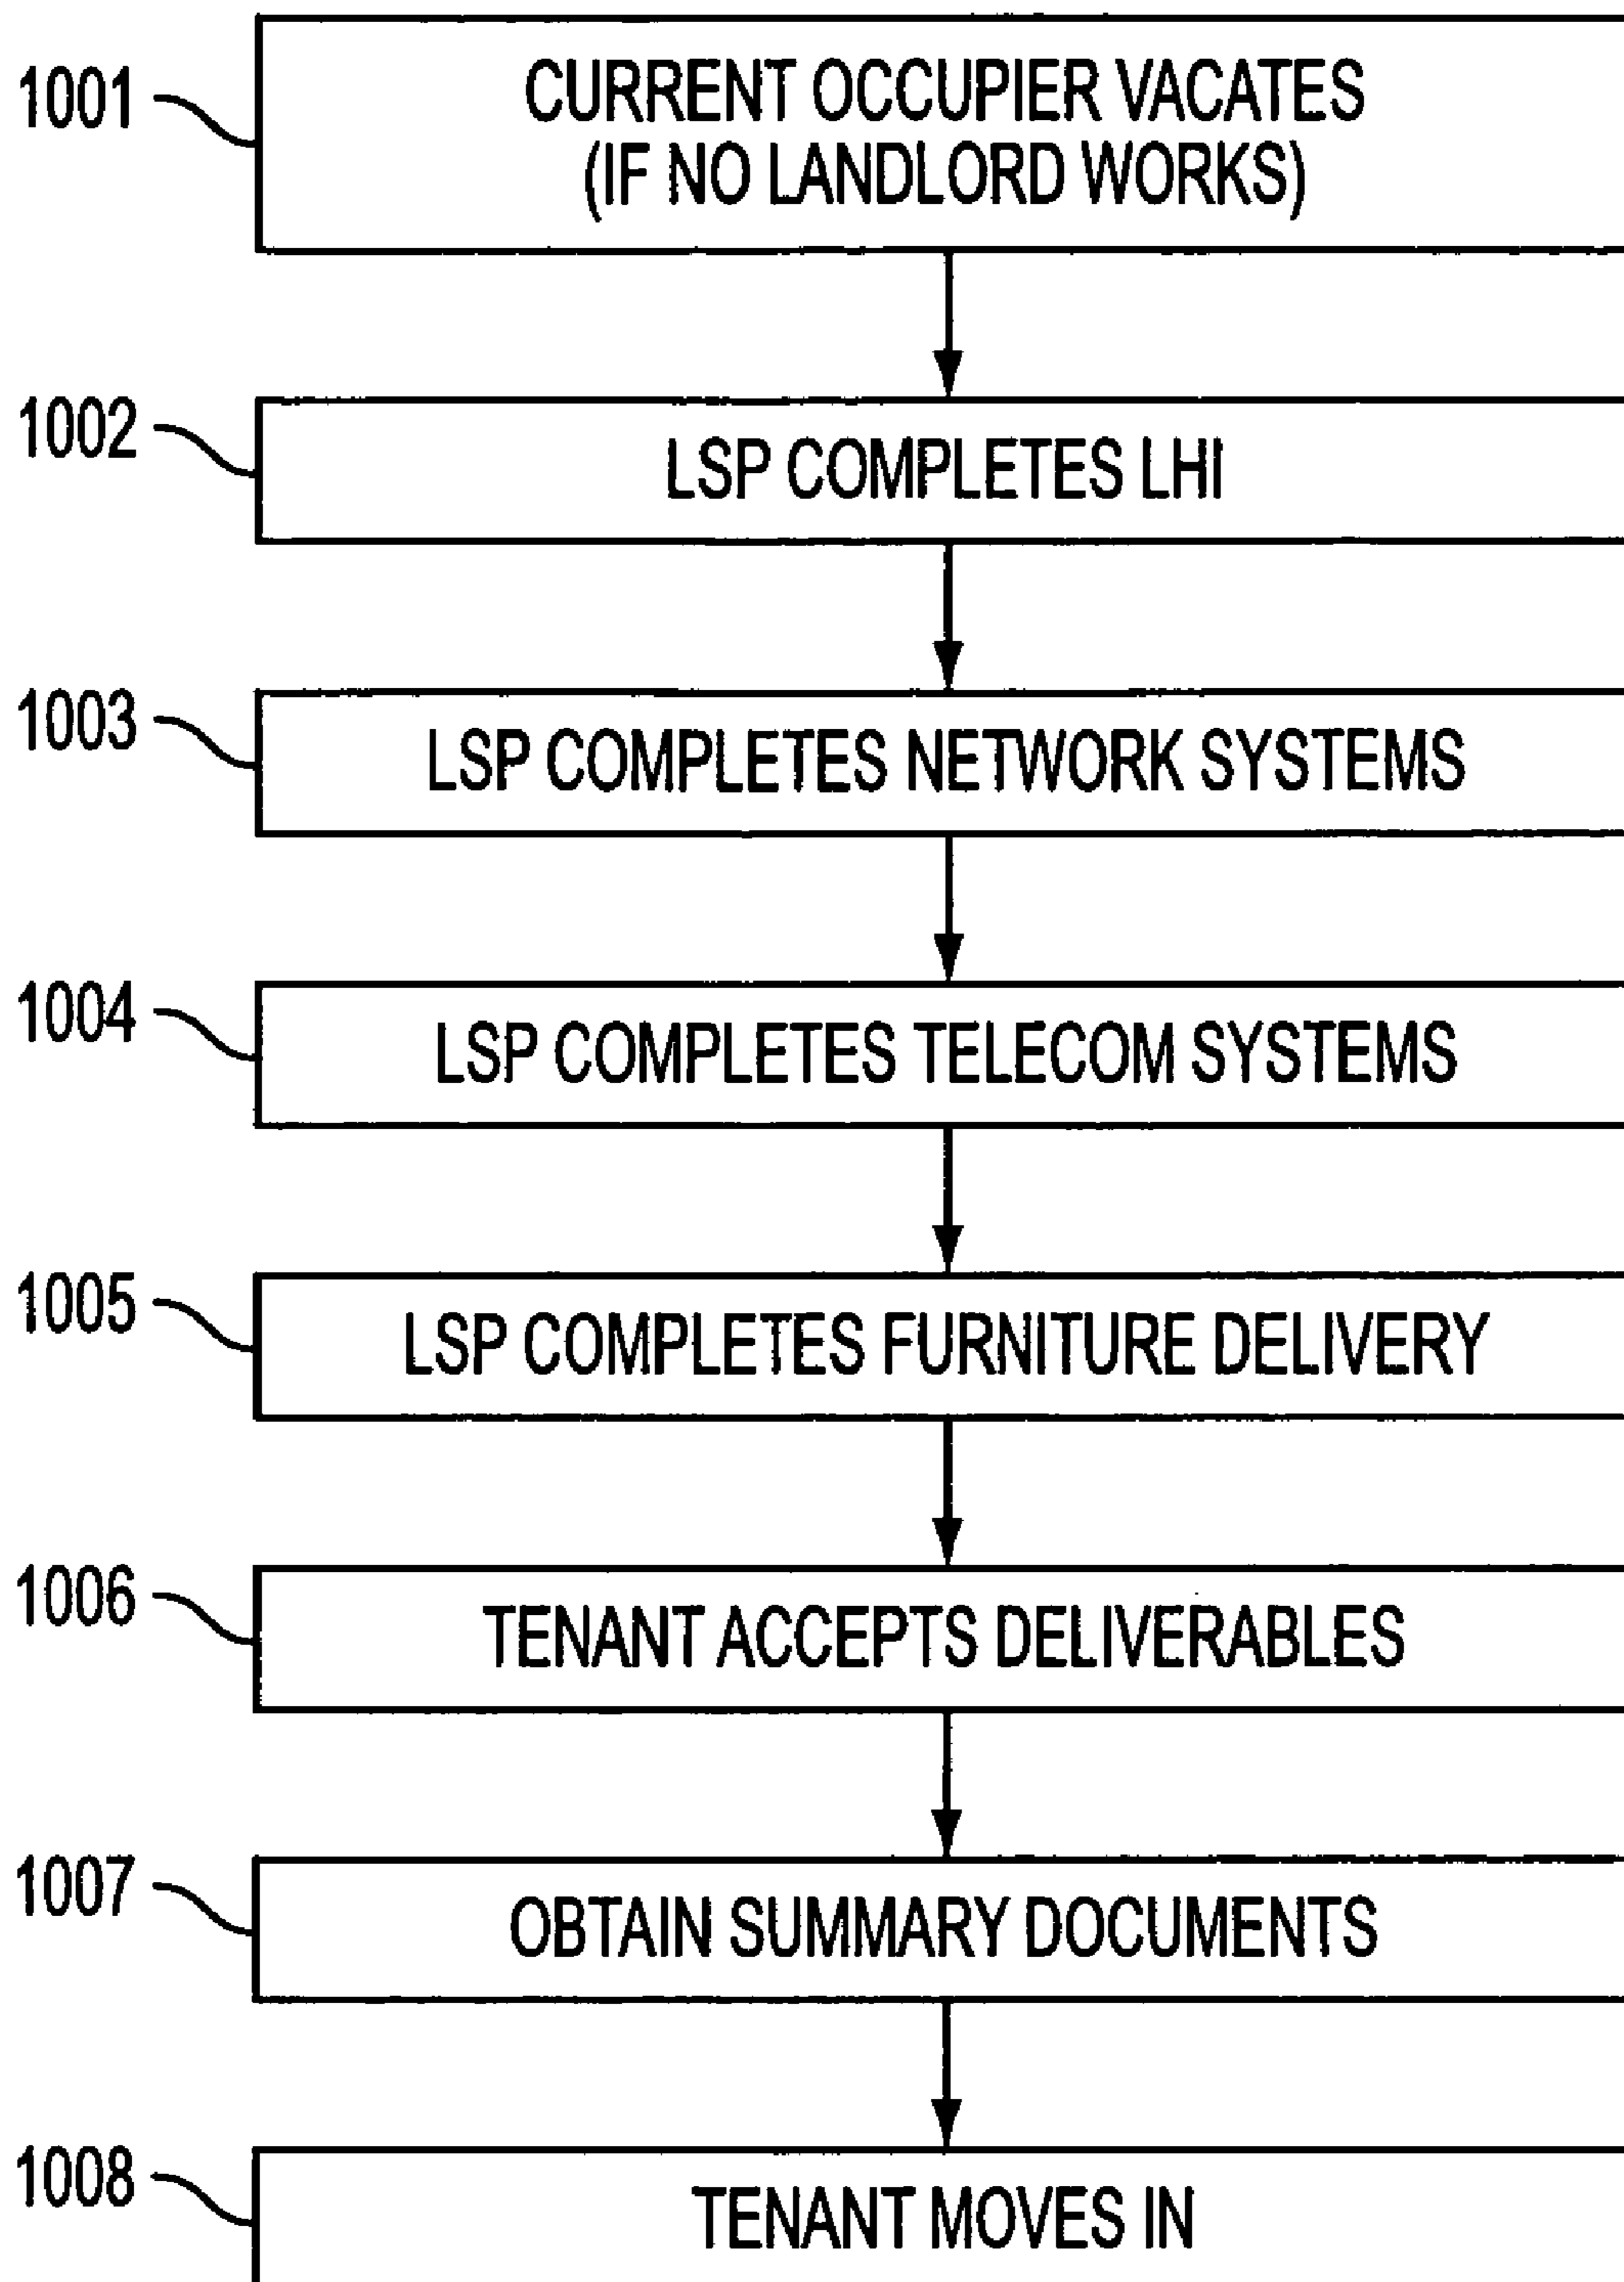 1001
CURRENT OCCUPIER VACATES
(IF NO LANDLORD WORKS)
1002
LSP COMPLETES LHI
1003
LSP COMPLETES NETWORK SYSTEMS
1004
LSP COMPLETES TELECOM SYSTEMS
1005
LSP COMPLETES FURNITURE DELIVERY
1006
TENANT ACCEPTS DELIVERABLES
1007
OBTAIN SUMMARY DOCUMENTS
1008
TENANT MOVES IN